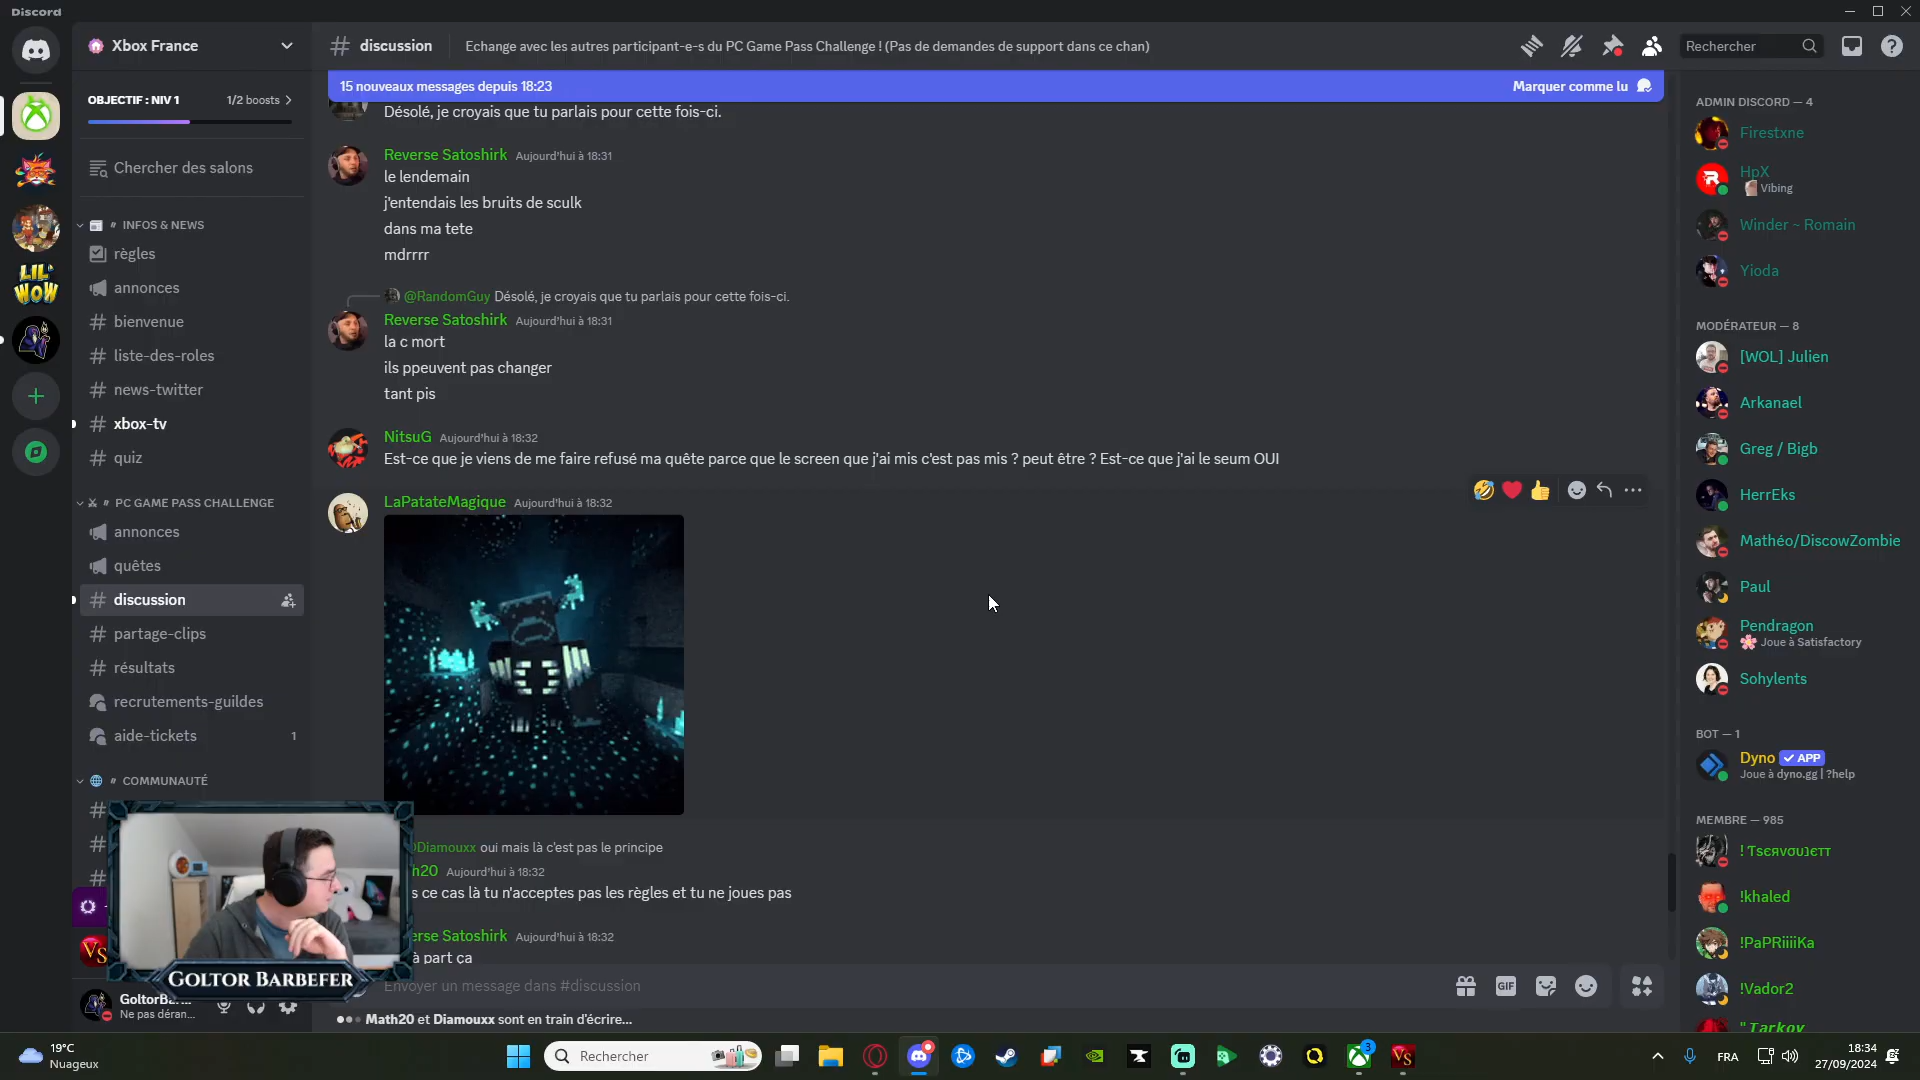 Discord
Xbox France
OBJECTIF : NIV 1
1/2 boosts
Chercher des salons
INFOS & NEWS
règles
annonces
bienvenue
liste-des-roles
news-twitter
xbox-tv
quiz
PC GAME PASS CHALLENGE
annonces
quêtes
discussion
partage-clips
résultats
recrutements-guildes
aide-tickets
1
COMMUNAUTÉ
LIL' WOW
VS
GOLTOR BARBEFER
GoltorBa...
Ne pas déran...
discussion
Echange avec les autres participant-e-s du PC Game Pass Challenge ! (Pas de demandes de support dans ce chan)
Rechercher
15 nouveaux messages depuis 18:23
Marquer comme lu
Désolé, je croyais que tu parlais pour cette fois-ci.
Reverse Satoshirk Aujourd'hui à 18:31
le lendemain
j'entendais les bruits de sculk
dans ma tete
mdrrrr
@RandomGuy Désolé, je croyais que tu parlais pour cette fois-ci.
Reverse Satoshirk Aujourd'hui à 18:31
la c mort
ils ppeuvent pas changer
tant pis
NitsuG Aujourd'hui à 18:32
Est-ce que je viens de me faire refusé ma quête parce que le screen que j'ai mis c'est pas mis ? peut être ? Est-ce que j'ai le seum OUI
LaPatateMagique Aujourd'hui à 18:32
@Diamouxx oui mais là c'est pas le principe
h20 Aujourd'hui à 18:32
s ce cas là tu n'acceptes pas les règles et tu ne joues pas
erse Satoshirk Aujourd'hui à 18:32
à part ça
Envoyer un message dans #discussion
GIF
Math20 et Diamouxx sont en train d'écrire...
ADMIN DISCORD — 4
Firestxne
HpX
Vibing
Winder ~ Romain
Yioda
MODÉRATEUR — 8
[WOL] Julien
Arkanael
Greg / Bigb
HerrEks
Mathéo/DiscowZombie
Paul
Pendragon
Joue à Satisfactory
Sohylents
BOT — 1
Dyno APP
Joue à dyno.gg | ?help
MEMBRE — 985
!khaled
!PaPRiiiiKa
!Vador2
19°C
Nuageux
Rechercher
3
VS
FRA
18:34
27/09/2024